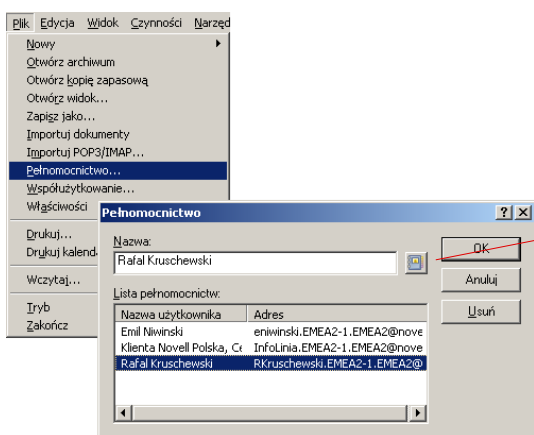 Plik Edycja Widok Czynności Narzęd
Nowy
Otwórz archiwum
Otwórz kopię zapasową
Otwórz widok...
Zapisz jako...
Importuj dokumenty
Importuj POP3/IMAP...
Pełnomocnictwo...
Współużytkowanie...
Właściwości
Drukuj...
Drukuj kalend
Wczytaj...
Tryb
Zakończ
Pełnomocnictwo
Nazwa:
Rafal Kruschewski
OK
Anuluj
Usuń
Lista pełnomocnictw:
Nazwa użytkownika Adres
Emil Niwinski eniwinski.EMEA2-1.EMEA2@nove
Klienta Novell Polska, Ce InfoLinia.EMEA2-1.EMEA2@nove
Rafal Kruschewski RKruschewski.EMEA2-1.EMEA2@